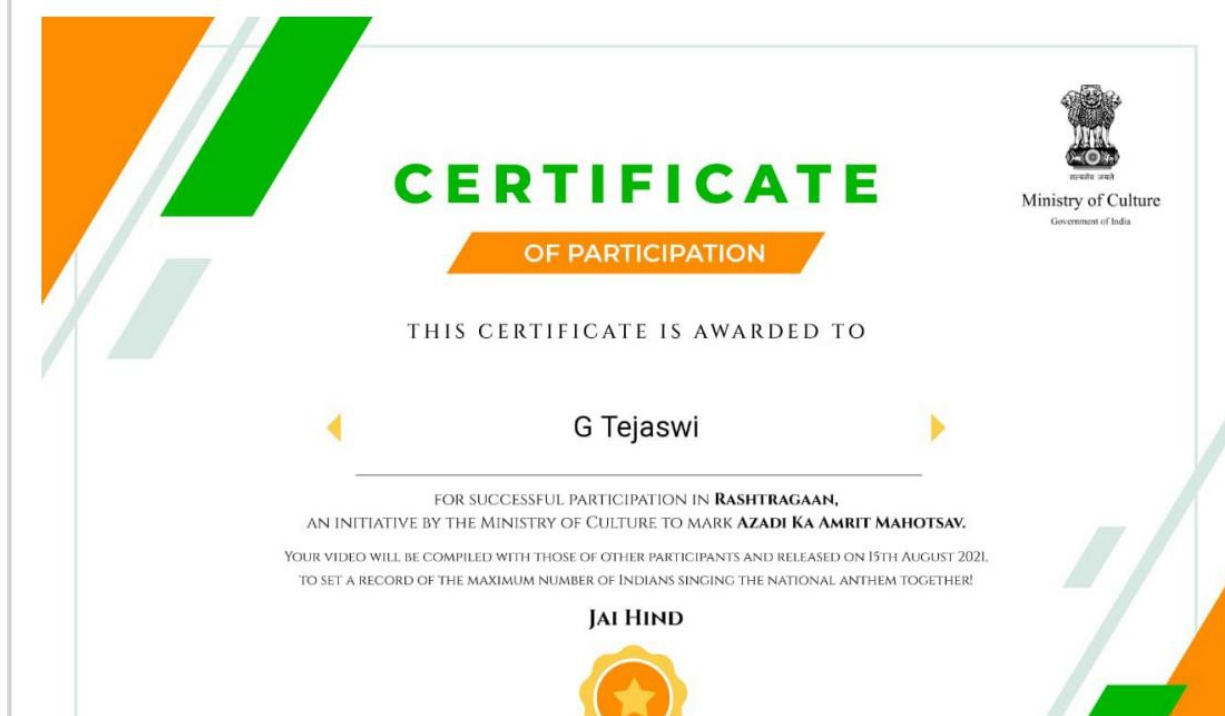 CERTIFICATE
OF PARTICIPATION
सत्यमेव जयते
Ministry of Culture
Government of India
THIS CERTIFICATE IS AWARDED TO
G Tejaswi
FOR SUCCESSFUL PARTICIPATION IN RASHTRAGAAN,
AN INITIATIVE BY THE MINISTRY OF CULTURE TO MARK AZADI KA AMRIT MAHOTSAV.
YOUR VIDEO WILL BE COMPILED WITH THOSE OF OTHER PARTICIPANTS AND RELEASED ON 15TH AUGUST 2021,
TO SET A RECORD OF THE MAXIMUM NUMBER OF INDIANS SINGING THE NATIONAL ANTHEM TOGETHER!
JAI HIND